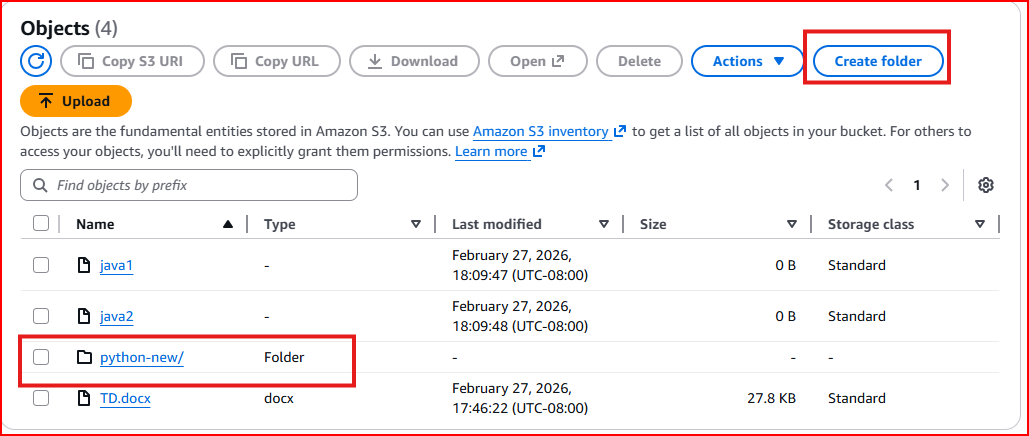 Objects (4)
Copy S3 URI Copy URL Download Open Delete Actions Create folder
Upload
Objects are the fundamental entities stored in Amazon S3. You can use Amazon S3 inventory to get a list of all objects in your bucket. For others to
access your objects, you'll need to explicitly grant them permissions. Learn more
Find objects by prefix 1
Name Type Last modified Size Storage class
java1 - February 27, 2026, 18:09:47 (UTC-08:00) 0 B Standard
java2 - February 27, 2026, 18:09:48 (UTC-08:00) 0 B Standard
python-new/ Folder - - -
TD.docx docx February 27, 2026, 17:46:22 (UTC-08:00) 27.8 KB Standard